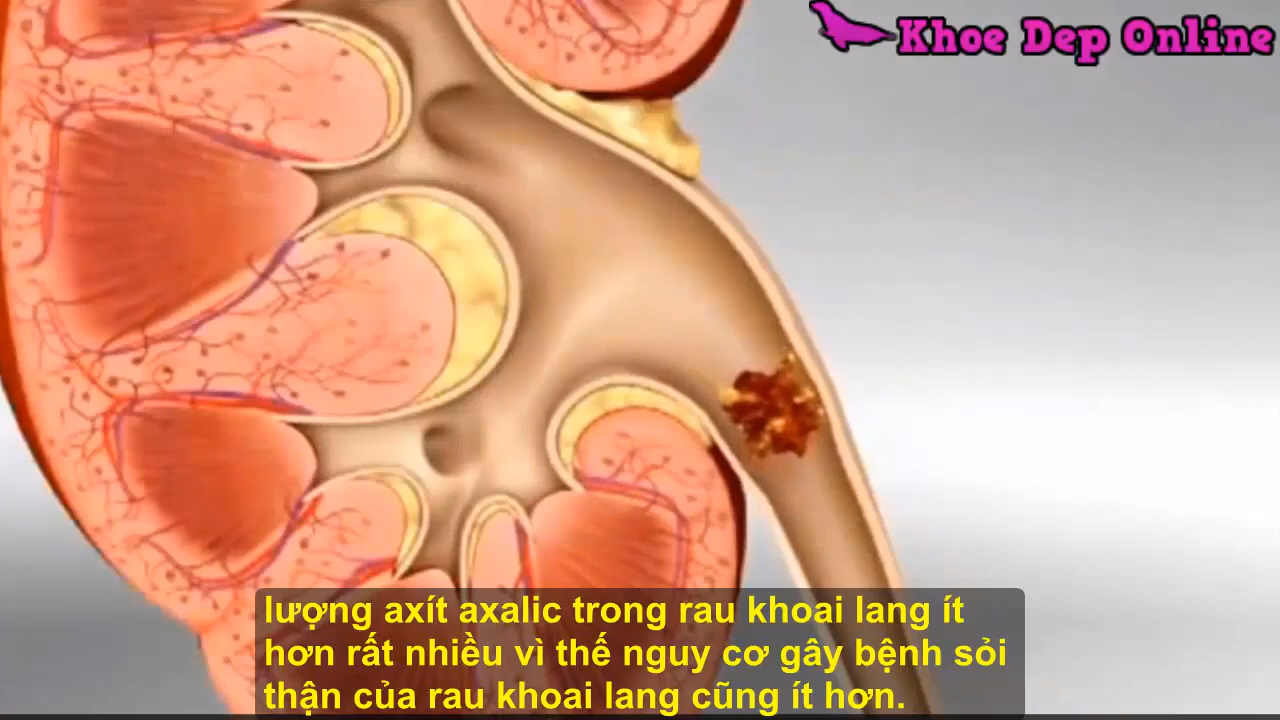 Khoe Dep Online
lượng axít axalic trong rau khoai lang ít
hơn rất nhiều vì thế nguy cơ gây bệnh sỏi
thận của rau khoai lang cũng ít hơn.